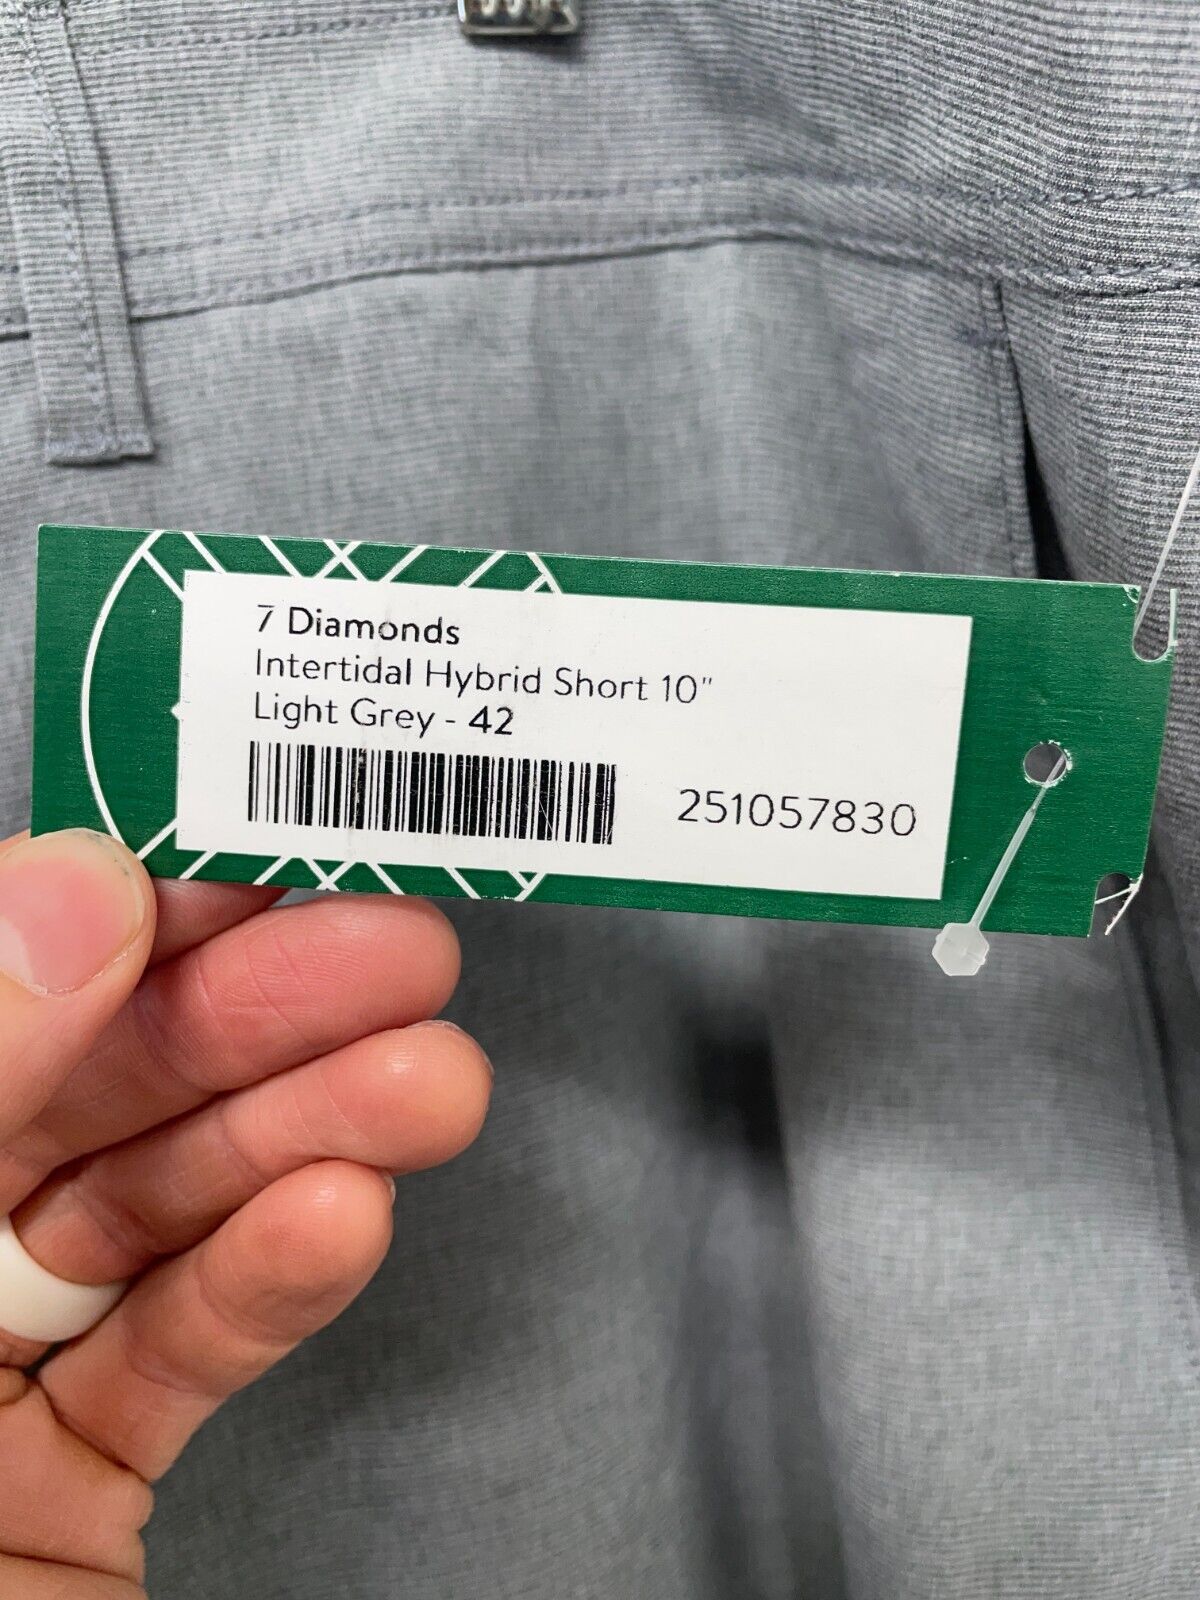 7 Diamonds
Intertidal Hybrid Short 10"
Light Grey - 42
251057830